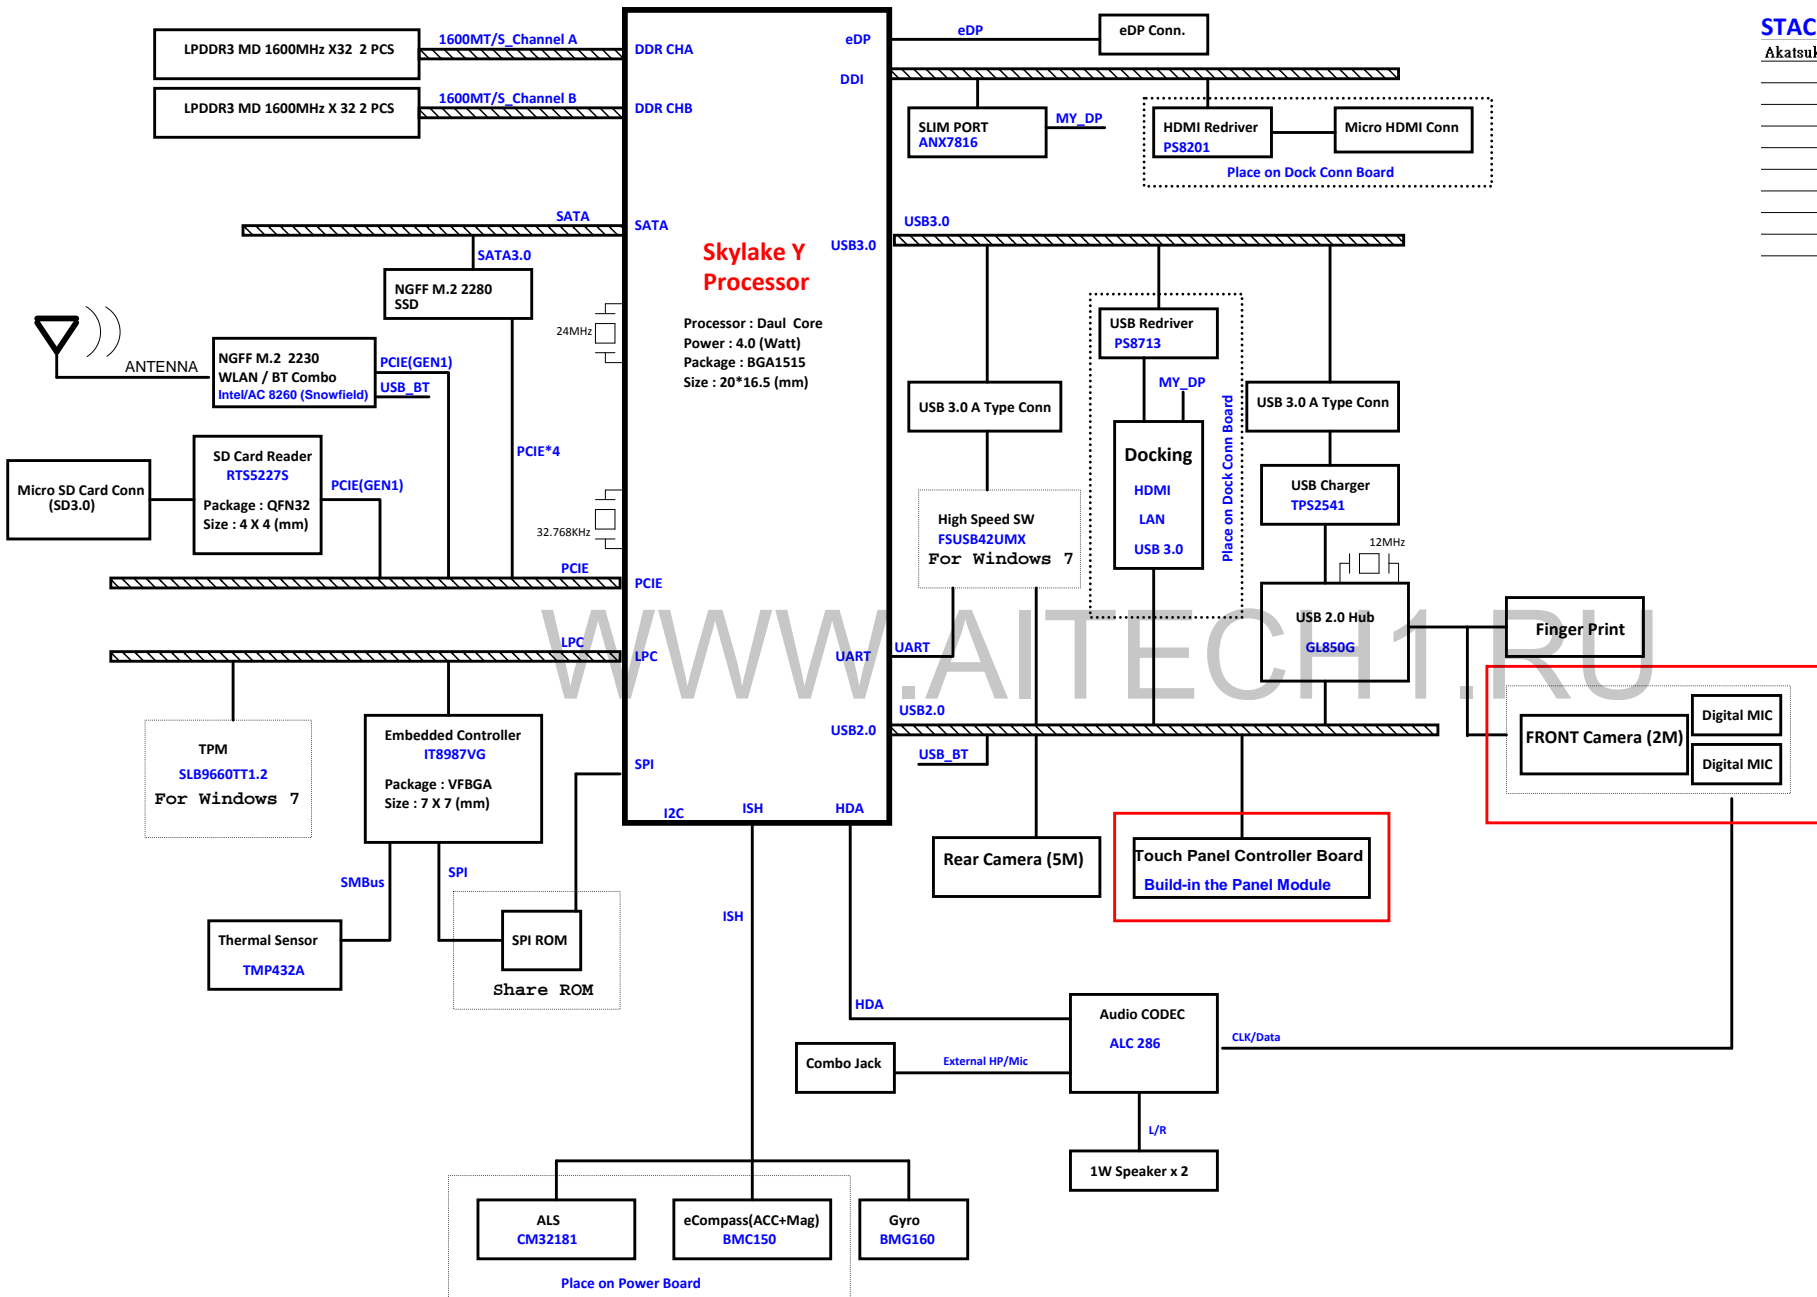 STAC
Akatsuk
LPDDR3 MD 1600MHz X32  2 PCS
1600MT/S_Channel A
DDR CHA
LPDDR3 MD 1600MHz X 32 2 PCS
1600MT/S_Channel B
DDR CHB
eDP
eDP
eDP Conn.
DDI
SLIM PORT
ANX7816
MY_DP
HDMI Redriver
PS8201
Micro HDMI Conn
Place on Dock Conn Board
SATA
SATA
SATA3.0
NGFF M.2 2280
SSD
Skylake Y
Processor
Processor : Daul  Core
Power : 4.0 (Watt)
Package : BGA1515
Size : 20*16.5 (mm)
24MHz
32.768KHz
ANTENNA
NGFF M.2  2230
WLAN / BT Combo
Intel/AC 8260 (Snowfield)
PCIE(GEN1)
USB_BT
Micro SD Card Conn
(SD3.0)
SD Card Reader
RTS5227S
Package : QFN32
Size : 4 X 4 (mm)
PCIE(GEN1)
PCIE*4
PCIE
PCIE
USB3.0
USB3.0
USB 3.0 A Type Conn
High Speed SW
FSUSB42UMX
For Windows 7
USB Redriver
PS8713
MY_DP
Docking
HDMI
LAN
USB 3.0
Place on Dock Conn Board
USB 3.0 A Type Conn
USB Charger
TPS2541
12MHz
USB 2.0 Hub
GL850G
Finger Print
WWW.AITECH1.RU
LPC
LPC
UART
UART
USB2.0
USB2.0
USB_BT
FRONT Camera (2M)
Digital MIC
Digital MIC
TPM
SLB9660TT1.2
For Windows 7
Embedded Controller
IT8987VG
Package : VFBGA
Size : 7 X 7 (mm)
SPI
I2C
ISH
HDA
SMBus
SPI
Thermal Sensor
TMP432A
SPI ROM
Share ROM
Rear Camera (5M)
Touch Panel Controller Board
Build-in the Panel Module
ISH
HDA
Audio CODEC
ALC 286
CLK/Data
Combo Jack
External HP/Mic
L/R
1W Speaker x 2
ALS
CM32181
eCompass(ACC+Mag)
BMC150
Gyro
BMG160
Place on Power Board